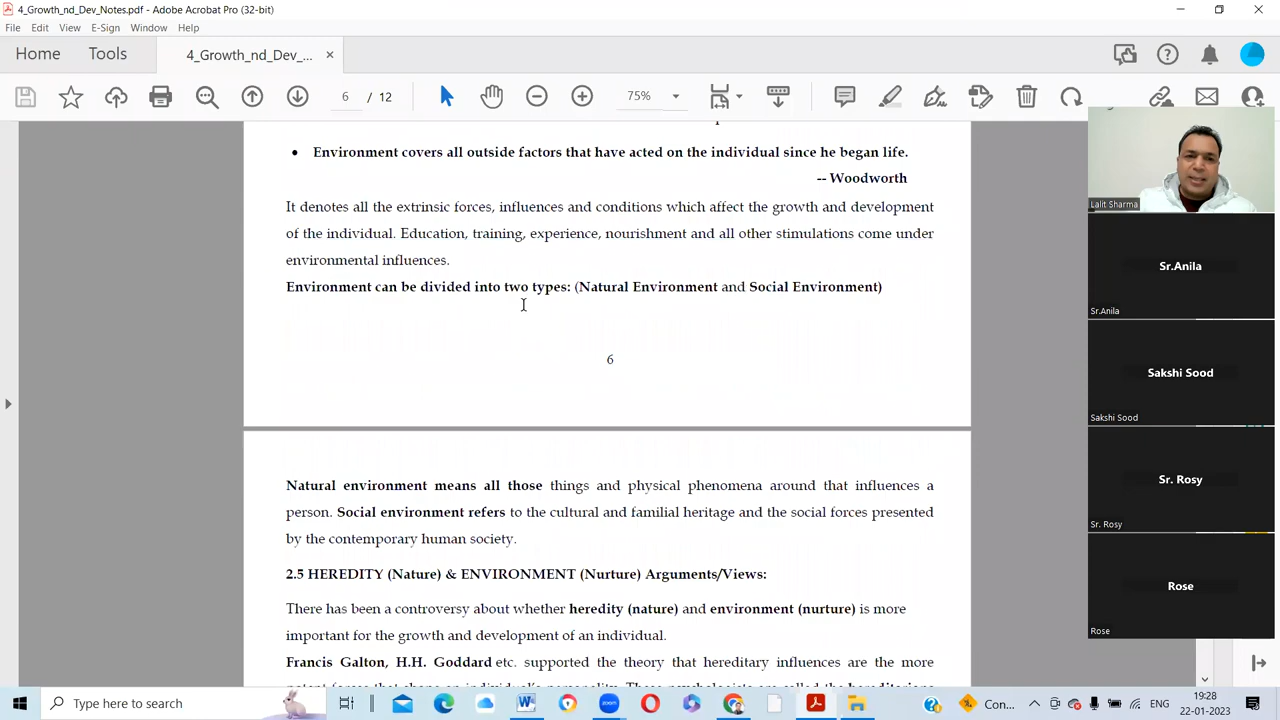 4_Growth_nd_Dev_Notes.pdf - Adobe Acrobat Pro (32-bit)
File Edit View E-Sign Window Help
Home Tools 4_Growth_nd_Dev_... ×
6 / 12 75%
• Environment covers all outside factors that have acted on the individual since he began life.
-- Woodworth
It denotes all the extrinsic forces, influences and conditions which affect the growth and development
of the individual. Education, training, experience, nourishment and all other stimulations come under
environmental influences.
Environment can be divided into two types: (Natural Environment and Social Environment)
6
Natural environment means all those things and physical phenomena around that influences a
person. Social environment refers to the cultural and familial heritage and the social forces presented
by the contemporary human society.
2.5 HEREDITY (Nature) & ENVIRONMENT (Nurture) Arguments/Views:
There has been a controversy about whether heredity (nature) and environment (nurture) is more
important for the growth and development of an individual.
Francis Galton, H.H. Goddard etc. supported the theory that hereditary influences are the more
Lalit Sharma
Sr.Anila
Sr.Anila
Sakshi Sood
Sakshi Sood
Sr. Rosy
Sr. Rosy
Rose
Rose
Type here to search
zoom
Con...
ENG
19:28
22-01-2023